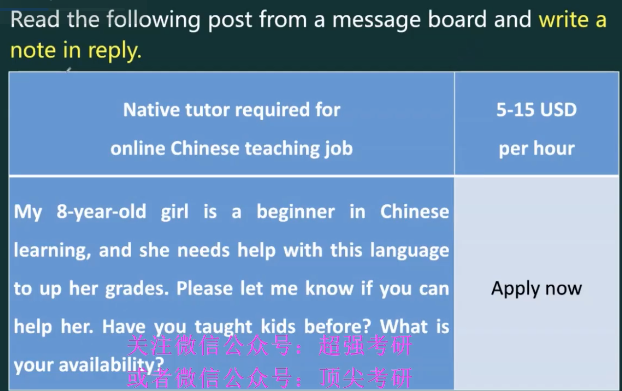 Read the following post from a message board and write a
note in reply.
Native tutor required for
online Chinese teaching job
5-15 USD
per hour
My 8-year-old girl is a beginner in Chinese
learning, and she needs help with this language
to up her grades. Please let me know if you can
help her. Have you taught kids before? What is
your availability?
Apply now
关注微信公众号：超强考研
或者微信公众号：顶尖考研